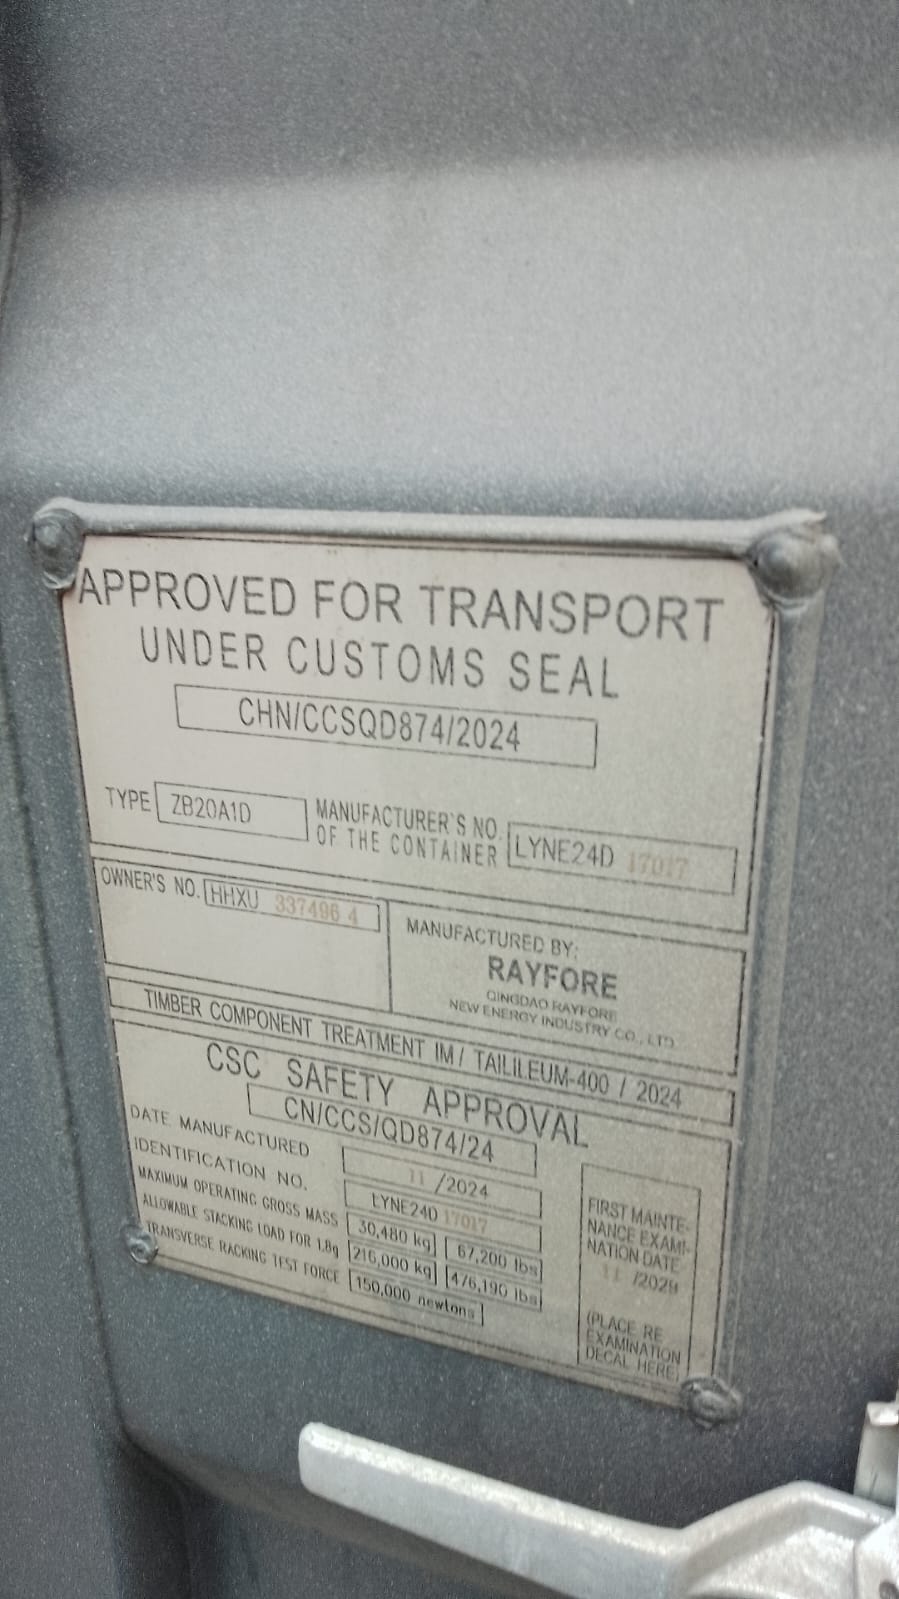 APPROVED FOR TRANSPORT
UNDER CUSTOMS SEAL
CHN/CCSQD874/2024
TYPE ZB20A1D
MANUFACTURER'S NO.
OF THE CONTAINER
LYNE24D 17017
OWNER'S NO. HHXU 337496 4
MANUFACTURED BY:
RAYFORE
QINGDAO RAYFORE
NEW ENERGY INDUSTRY CO., LTD
TIMBER COMPONENT TREATMENT IM / TAILILEUM-400 / 2024
CSC SAFETY APPROVAL
CN/CCS/QD874/24
DATE MANUFACTURED 11 /2024
IDENTIFICATION NO. LYNE24D 17017
MAXIMUM OPERATING GROSS MASS 30,480 kg 67,200 lbs
ALLOWABLE STACKING LOAD FOR 1.8g 216,000 kg 476,190 lbs
TRANSVERSE RACKING TEST FORCE 150,000 newtons
FIRST MAINTE-
NANCE EXAMI-
NATION DATE
11 /2029
(PLACE RE
EXAMINATION
DECAL HERE)